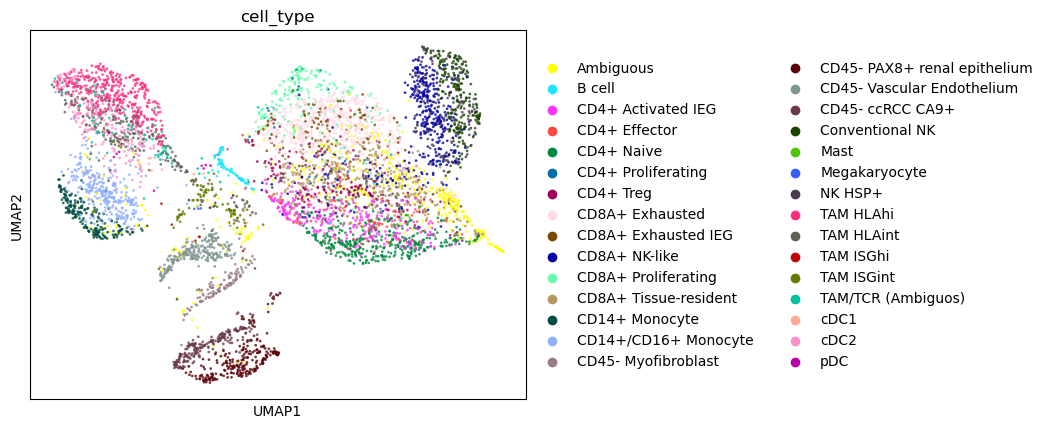 cell_type
UMAP2
UMAP1
Ambiguous
B cell
CD4+ Activated IEG
CD4+ Effector
CD4+ Naive
CD4+ Proliferating
CD4+ Treg
CD8A+ Exhausted
CD8A+ Exhausted IEG
CD8A+ NK-like
CD8A+ Proliferating
CD8A+ Tissue-resident
CD14+ Monocyte
CD14+/CD16+ Monocyte
CD45- Myofibroblast
CD45- PAX8+ renal epithelium
CD45- Vascular Endothelium
CD45- ccRCC CA9+
Conventional NK
Mast
Megakaryocyte
NK HSP+
TAM HLAhi
TAM HLAint
TAM ISGhi
TAM ISGint
TAM/TCR (Ambiguos)
cDC1
cDC2
pDC